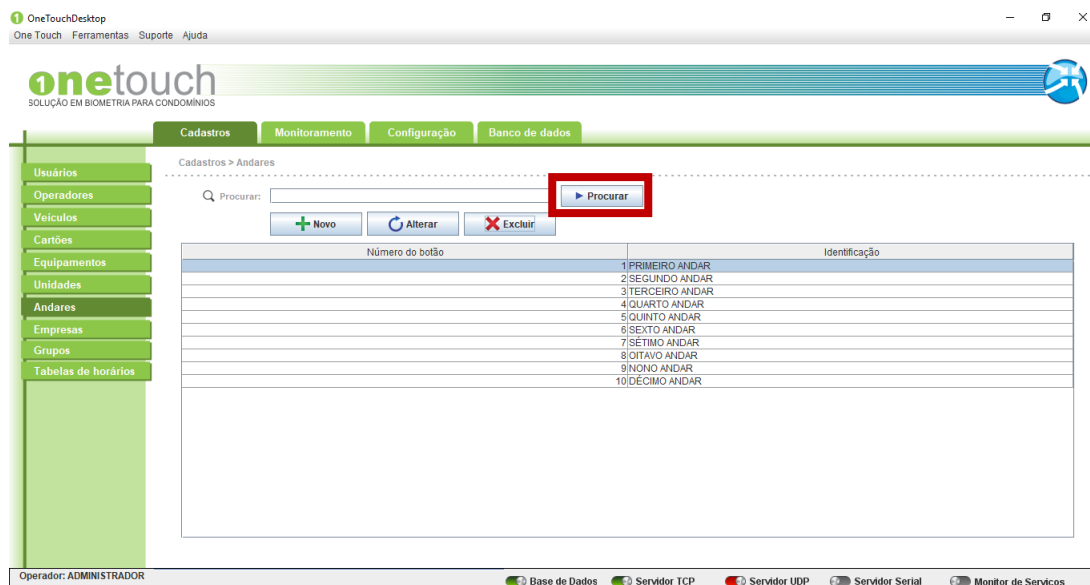 OneTouchDesktop
One Touch Ferramentas Suporte Ajuda
onetouch
SOLUÇÃO EM BIOMETRIA PARA CONDOMÍNIOS
Cadastros Monitoramento Configuração Banco de dados
Cadastros > Andares
Usuários
Operadores
Veículos
Cartões
Equipamentos
Unidades
Andares
Empresas
Grupos
Tabelas de horários
Procurar: Procurar
Novo Alterar Excluir
Número do botão Identificação
1 PRIMEIRO ANDAR
2 SEGUNDO ANDAR
3 TERCEIRO ANDAR
4 QUARTO ANDAR
5 QUINTO ANDAR
6 SEXTO ANDAR
7 SÉTIMO ANDAR
8 OITAVO ANDAR
9 NONO ANDAR
10 DÉCIMO ANDAR
Operador: ADMINISTRADOR Base de Dados Servidor TCP Servidor UDP Servidor Serial Monitor de Serviços